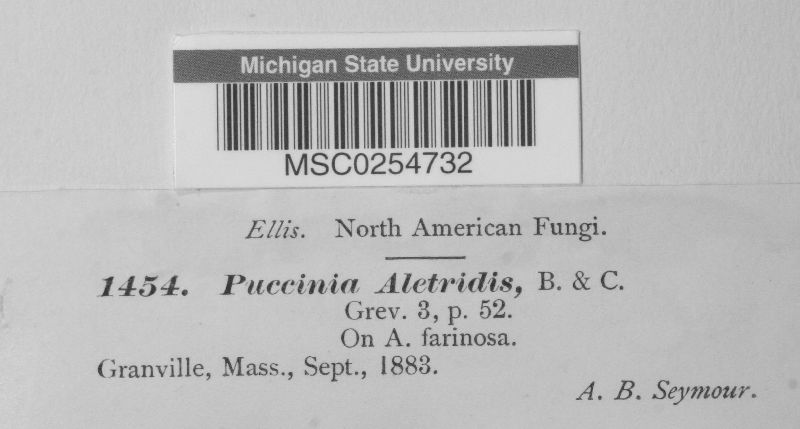 Michigan State University
MSC0254732
Ellis. North American Fungi.
1454. Puccinia Aletridis, B. & C.
Grev. 3, p. 52.
On A. farinosa.
Granville, Mass., Sept., 1883.
A. B. Seymour.